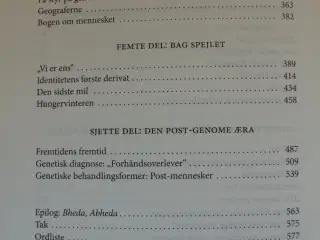 Geograferne 363
Bogen om mennesket 382
FEMTE DEL: BAG SPEJLET
„Vi er ens" 389
Identitetens første derivat 414
Den sidste mil 434
Hungervinteren 458
SJETTE DEL: DEN POST-GENOME ÆRA
Fremtidens fremtid 487
Genetisk diagnose: „Forhåndsoverlever" 509
Genetiske behandlingsformer: Post-mennesker 539
Epilog: Bheda, Abheda 563
Tak 575
Ordliste 577